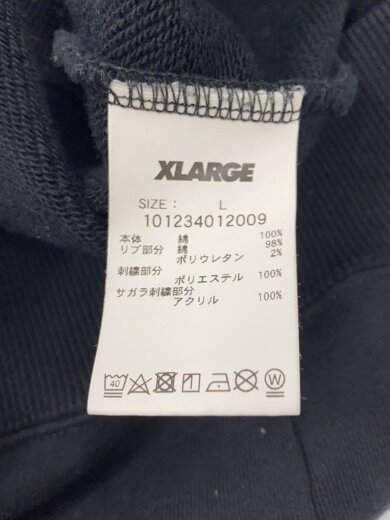 XLARGE
SIZE : L
101234012009
本体 綿 100%
リブ部分 綿 98%
ポリウレタン 2%
刺繍部分
ポリエステル 100%
サガラ刺繍部分
アクリル 100%
40 W